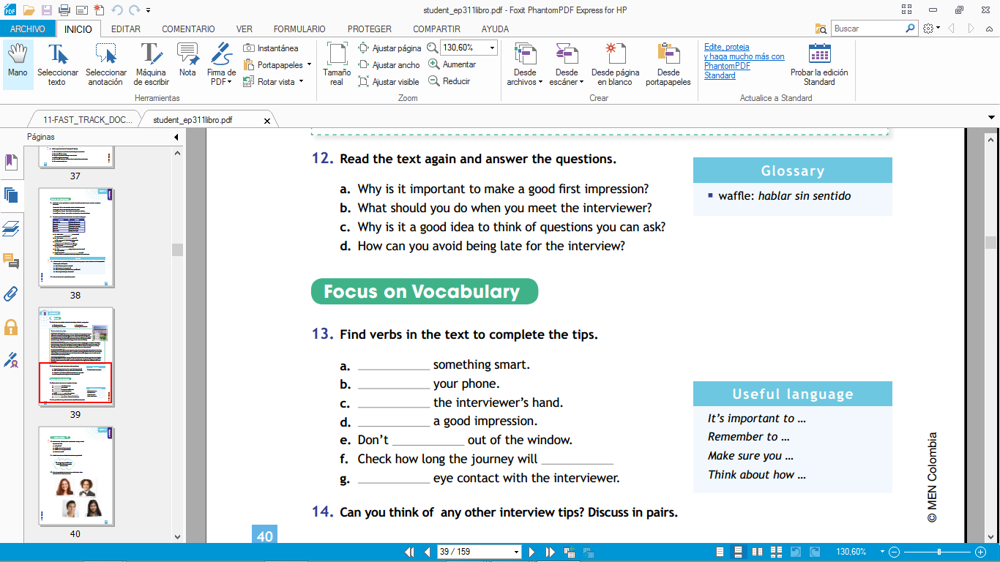 student_ep311libro.pdf - Foxit PhantomPDF Express for HP
ARCHIVO INICIO EDITAR COMENTARIO VER FORMULARIO PROTEGER COMPARTIR AYUDA Buscar
Mano
Seleccionar texto
Seleccionar anotación
Máquina de escribir
Nota
Firma de PDF
Instantánea
Portapapeles
Rotar vista
Herramientas
Tamaño real
Ajustar página
Ajustar ancho
Ajustar visible
130,60%
Aumentar
Reducir
Zoom
Desde archivos
Desde escáner
Desde página en blanco
Desde portapapeles
Crear
Edite, proteja
y haga mucho más con
PhantomPDF
Standard
Probar la edición Standard
Actualice a Standard
11-FAST_TRACK_DOC... student_ep311libro.pdf
Páginas
37
38
39
40
12. Read the text again and answer the questions.
a. Why is it important to make a good first impression?
b. What should you do when you meet the interviewer?
c. Why is it a good idea to think of questions you can ask?
d. How can you avoid being late for the interview?
Glossary
waffle: hablar sin sentido
Focus on Vocabulary
13. Find verbs in the text to complete the tips.
a. ___________ something smart.
b. ___________ your phone.
c. ___________ the interviewer's hand.
d. ___________ a good impression.
e. Don't ___________ out of the window.
f. Check how long the journey will ___________
g. ___________ eye contact with the interviewer.
Useful language
It's important to ...
Remember to ...
Make sure you ...
Think about how ...
14. Can you think of any other interview tips? Discuss in pairs.
40
© MEN Colombia
39 / 159
130,60%